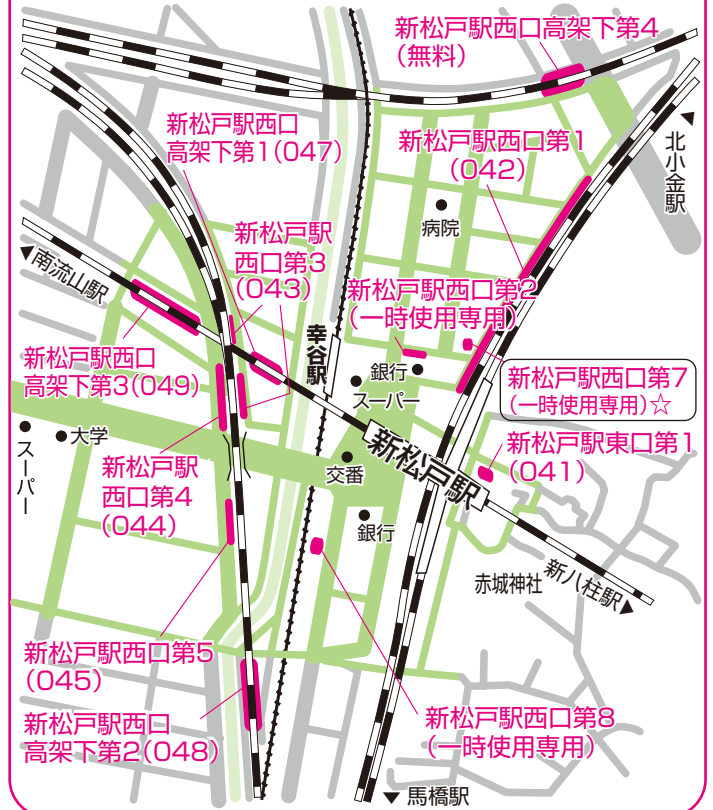 新松戸駅西口高架下第4
(無料)
新松戸駅西口
高架下第1(047)
新松戸駅西口第1
(042)
北小金駅
病院
新松戸駅
西口第3
(043)
南流山駅
新松戸駅西口第2
(一時使用専用)
幸谷駅
新松戸駅西口
高架下第3(049)
銀行
スーパー
新松戸駅西口第7
(一時使用専用)☆
スーパー
大学
新松戸駅
新松戸駅東口第1
(041)
新松戸駅
西口第4
(044)
交番
銀行
赤城神社
新八柱駅
新松戸駅西口第5
(045)
新松戸駅西口
高架下第2(048)
新松戸駅西口第8
(一時使用専用)
馬橋駅